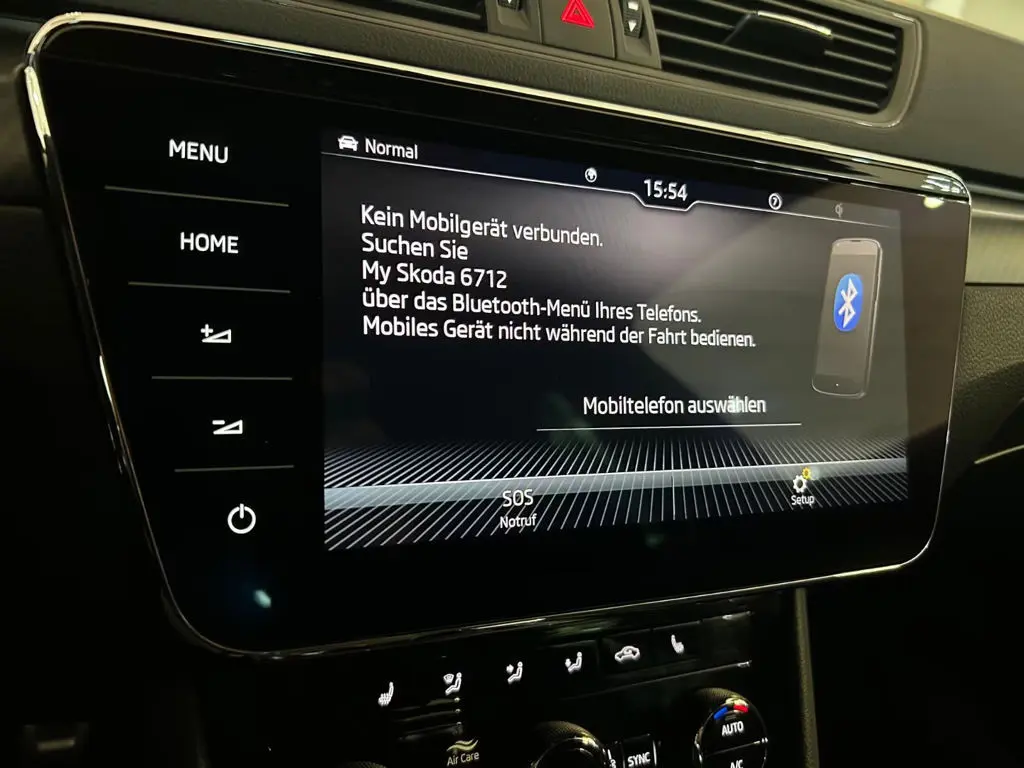 Normal
15:54
MENU
HOME
Kein Mobilgerät verbunden.
Suchen Sie
My Skoda 6712
über das Bluetooth-Menü Ihres Telefons.
Mobiles Gerät nicht während der Fahrt bedienen.
Mobiltelefon auswählen
SOS
Notruf
Setup
Air Care
SYNC
AUTO
A/C